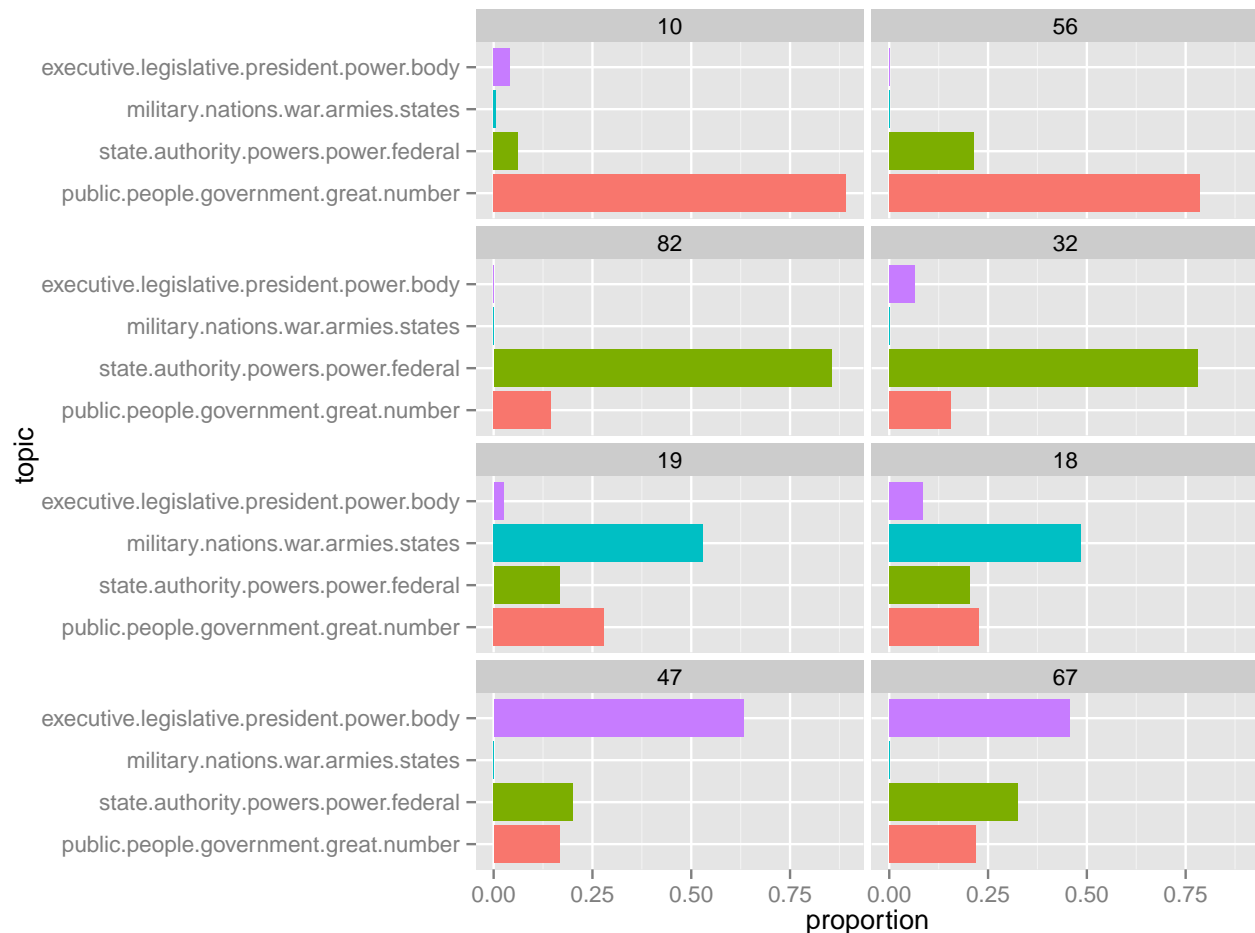 10
56
executive.legislative.president.power.body
military.nations.war.armies.states
state.authority.powers.power.federal
public.people.government.great.number
82
32
executive.legislative.president.power.body
military.nations.war.armies.states
state.authority.powers.power.federal
public.people.government.great.number
19
18
executive.legislative.president.power.body
military.nations.war.armies.states
state.authority.powers.power.federal
public.people.government.great.number
47
67
executive.legislative.president.power.body
military.nations.war.armies.states
state.authority.powers.power.federal
public.people.government.great.number
topic
0.00 0.25 0.50 0.75
0.00 0.25 0.50 0.75
proportion